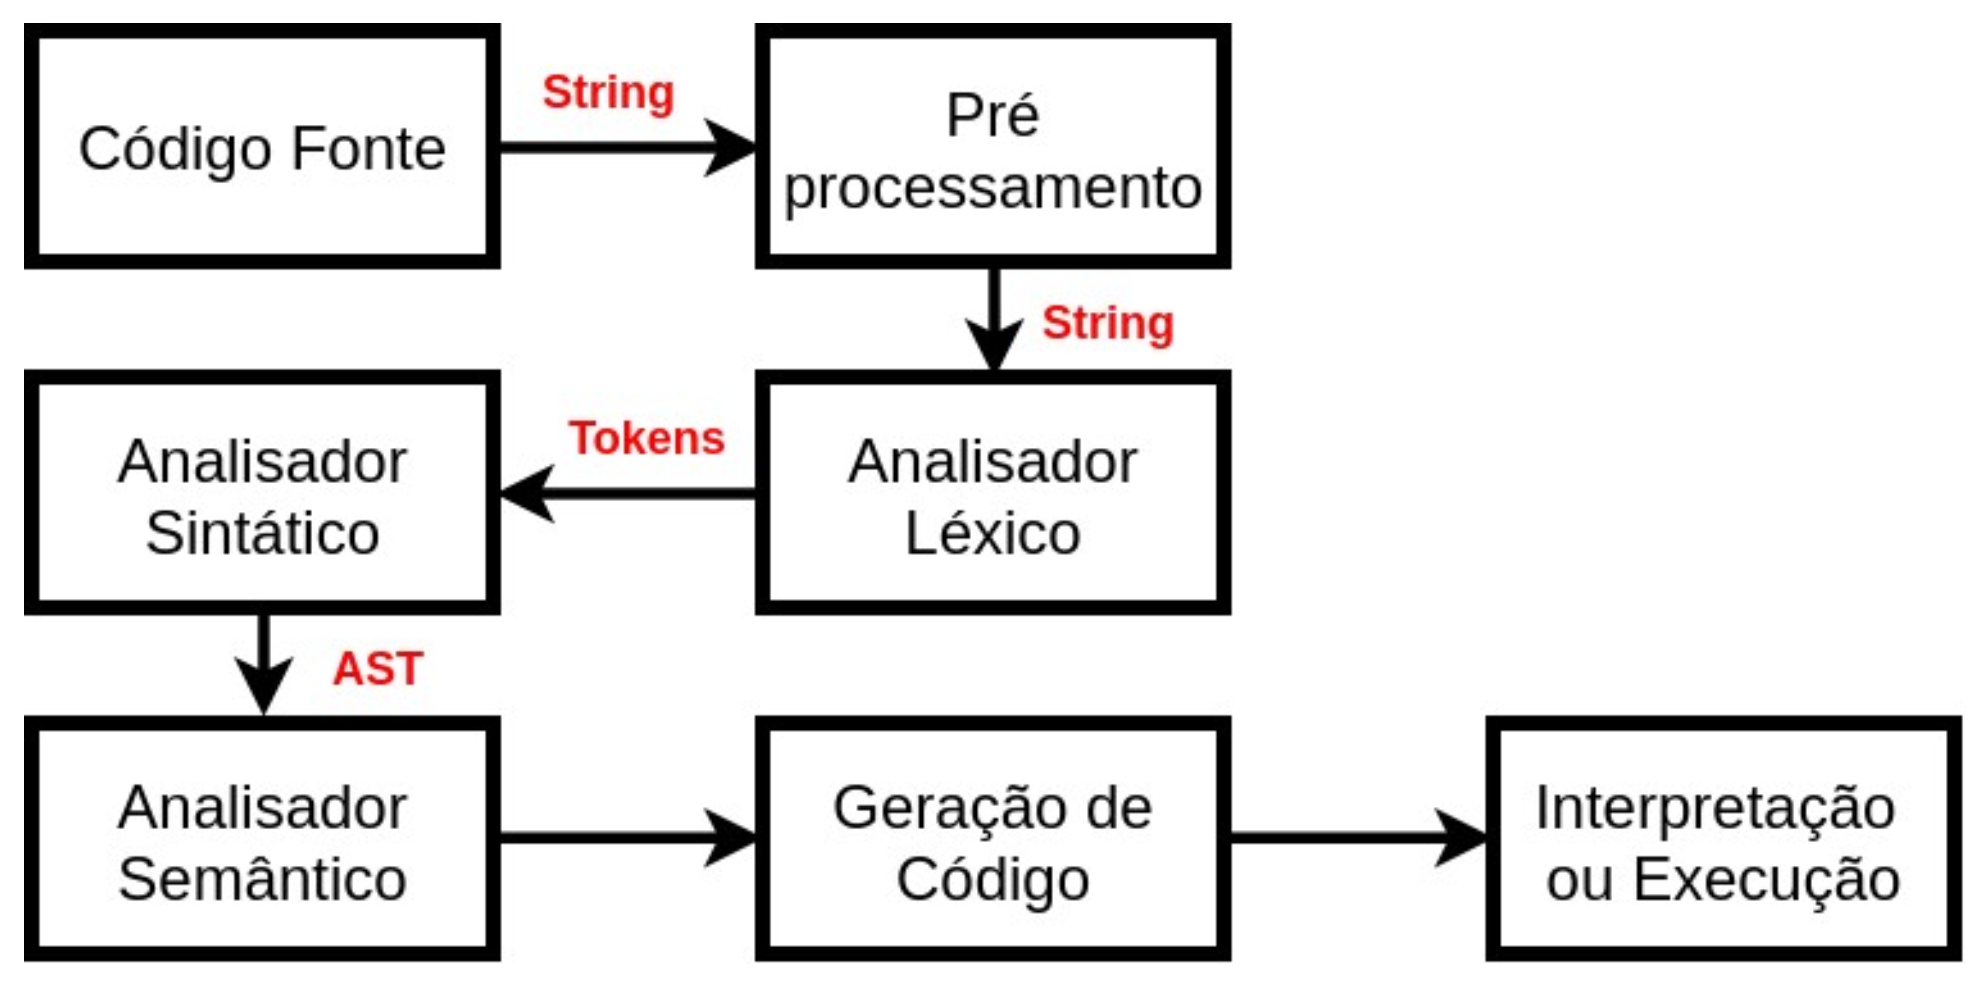 Código Fonte
String
Pré
processamento
String
Analisador
Léxico
Tokens
Analisador
Sintático
AST
Analisador
Semântico
Geração de
Código
Interpretação
ou Execução